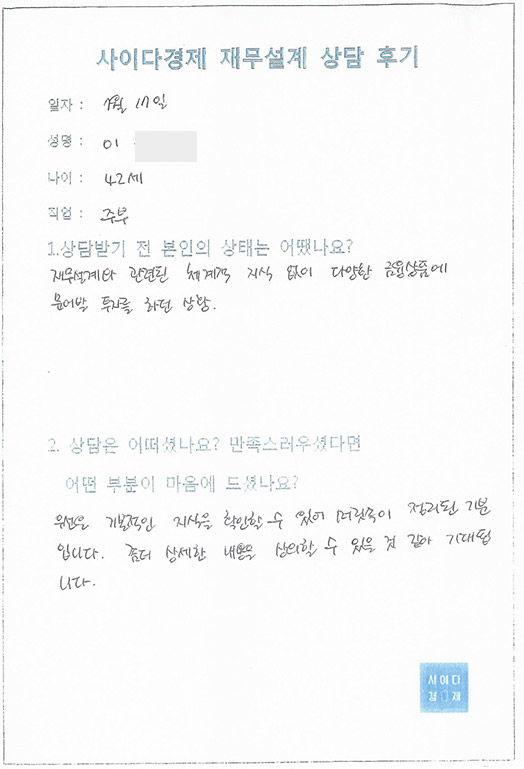 사이다경제 재무설계 상담 후기
일자 : 월 17일
성명 : 이
나이 : 42세
직업 : 주부
1.상담받기 전 본인의 상태는 어땠나요?
재무설계와 관련된 체계적 지식 없이 다양한 금융상품에
문어발 투자를 하던 상황.
2. 상담은 어떠셨나요? 만족스러우셨다면
어떤 부분이 마음에 드셨나요?
우선은 기본적인 지식을 확인할 수 있어 머릿속이 정리된 기분
입니다. 좀더 상세한 내용을 상의할 수 있을 것 같아 기대됩
니다.
사이다
경제